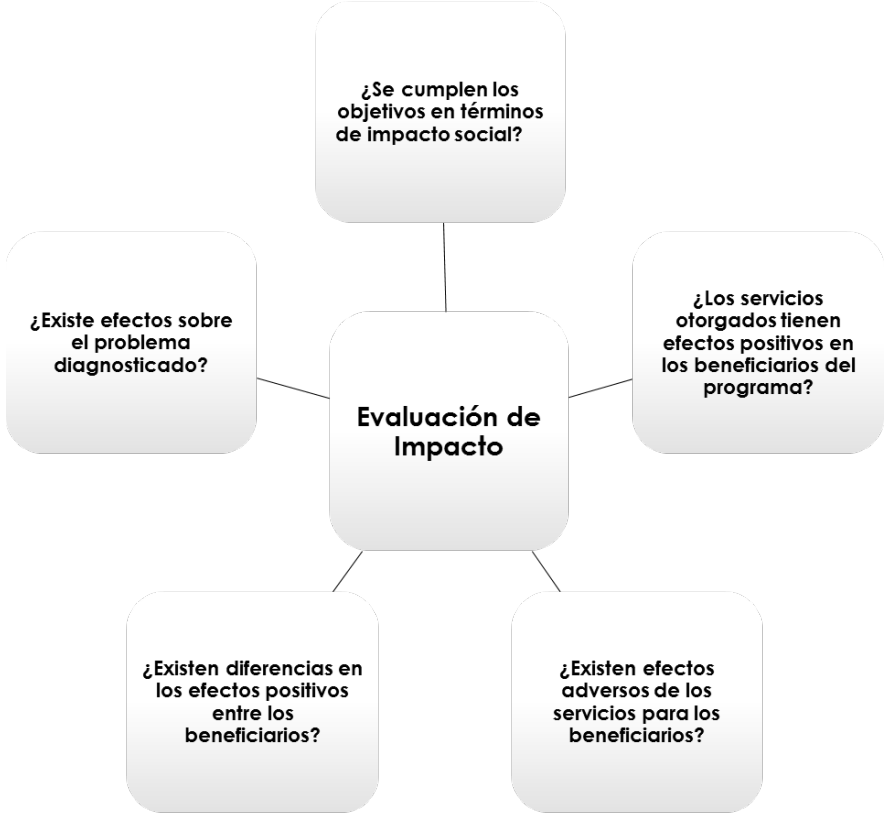 ¿Se cumplen los
objetivos en términos
de impacto social?
¿Los servicios
otorgados tienen
efectos positivos en
los beneficiarios del
programa?
¿Existen efectos
adversos de los
servicios para los
beneficiarios?
¿Existen diferencias en
los efectos positivos
entre los
beneficiarios?
¿Existe efectos sobre
el problema
diagnosticado?
Evaluación de
Impacto